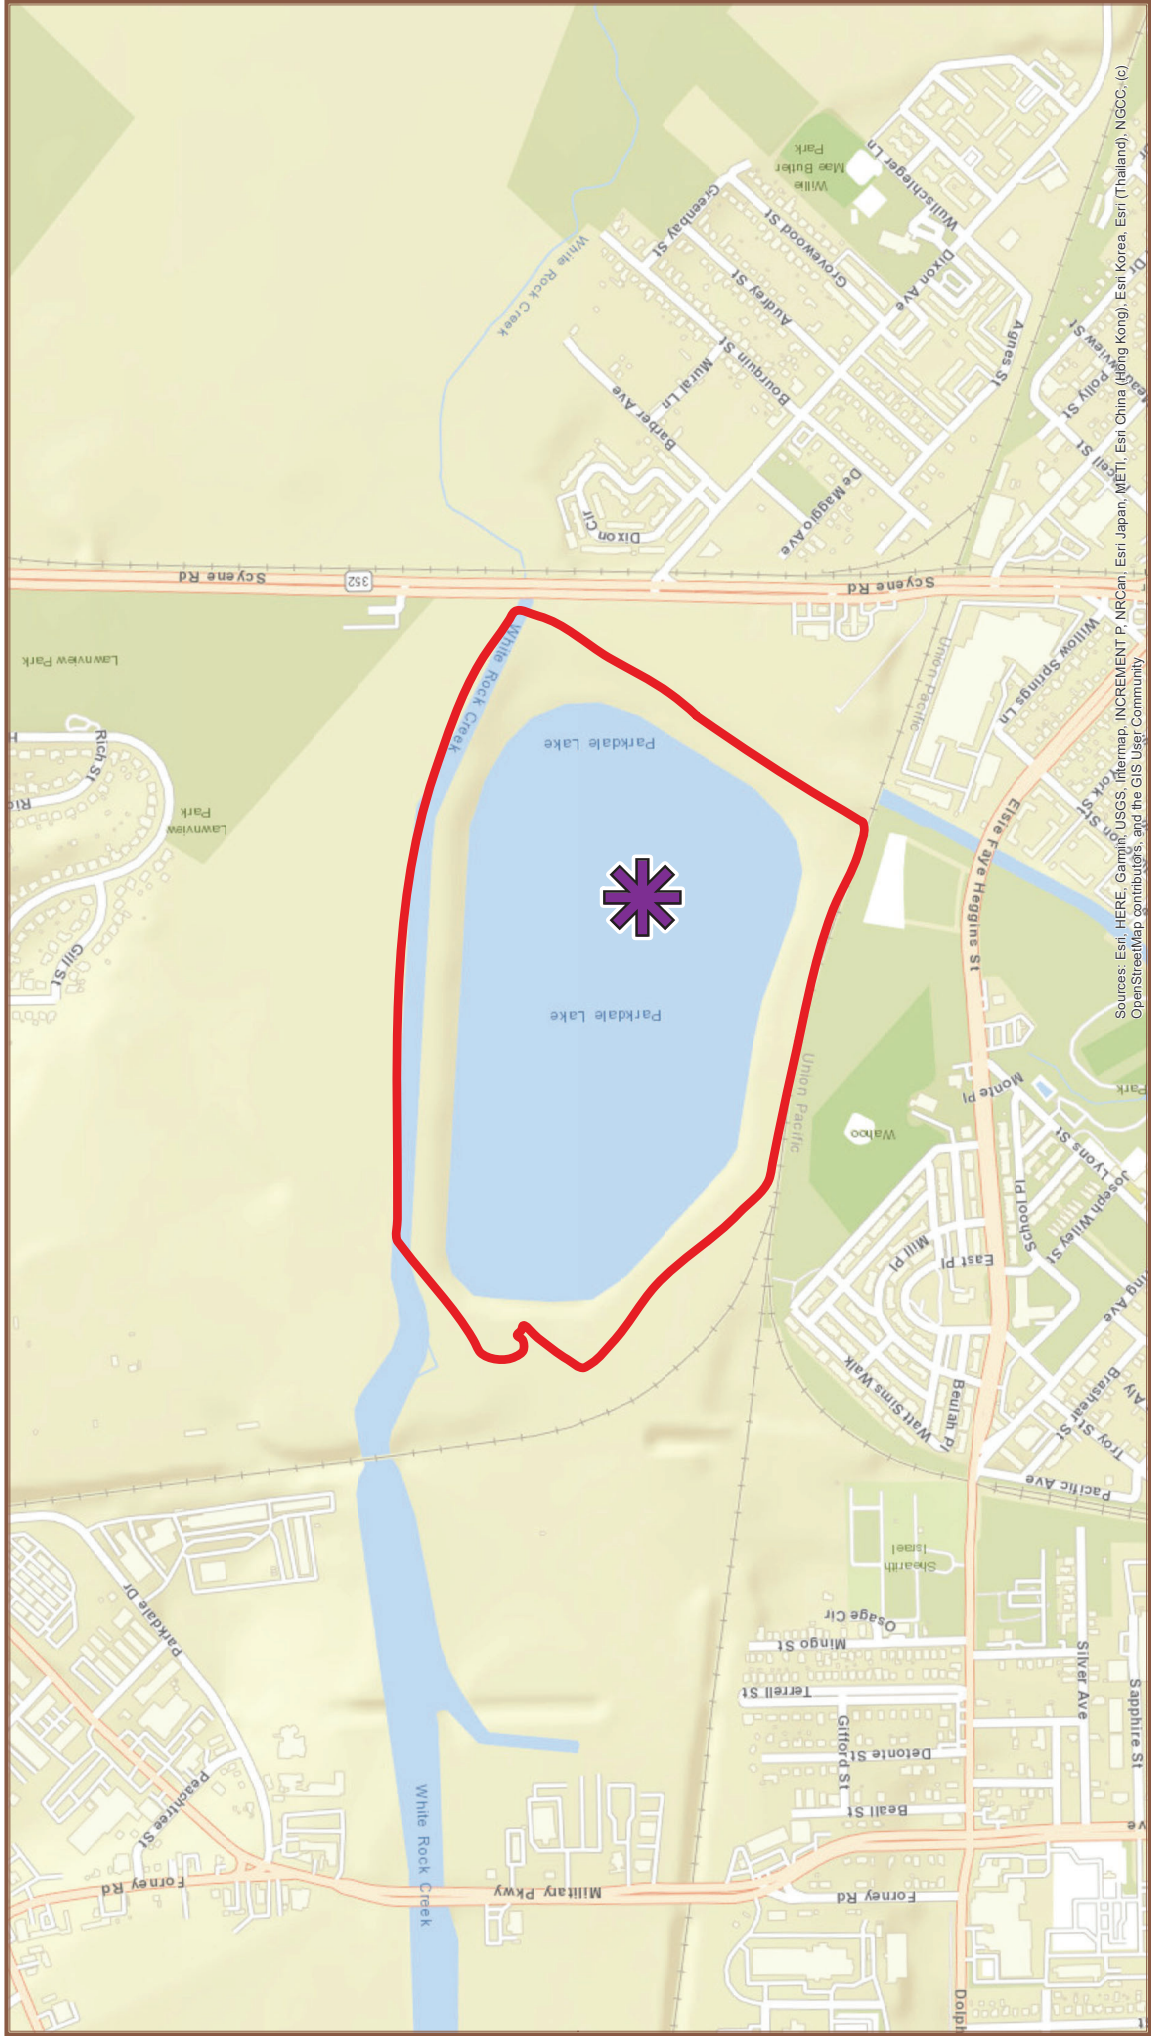 Willie
Mae Butler
Park
Wullschleger Ln
Greenbay St
Grovewood St
Dixon Ave
White Rock Creek
Audrey St
Bourquin St
Mural Ln
Barber Ave
Agnes St
Polly St
Dixon Cir
De Maggio Ave
Scyene Rd
352
Scyene Rd
Lawnview Park
White Rock Creek
Union Pacific
Willow Springs Ln
Rich St
Parkdale Lake
Lawnview
Park
Elsie Faye Heggins St
Gill St
Parkdale Lake
Union Pacific
Monte Pl
Park
Wahoo
Lyons St
Joseph Wiley St
School Pl
Mill Pl
East Pl
Watt Sims Walk
Beulah Pl
Brashear St
Troy St
Aly
Pacific Ave
Shearith
Israel
Parkdale Dr
Osage Cir
Mingo St
Silver Ave
Sapphire St
Terrell St
Gifford St
Detonte St
Peachtree St
Beall St
White Rock Creek
Forney Rd
Military Pkwy
Forney Rd
Dolph
Sources: Esri, HERE, Garmin, USGS, Intermap, INCREMENT P, NRCan, Esri Japan, METI, Esri China (Hong Kong), Esri Korea, Esri (Thailand), NGCC, (c)
OpenStreetMap contributors, and the GIS User Community